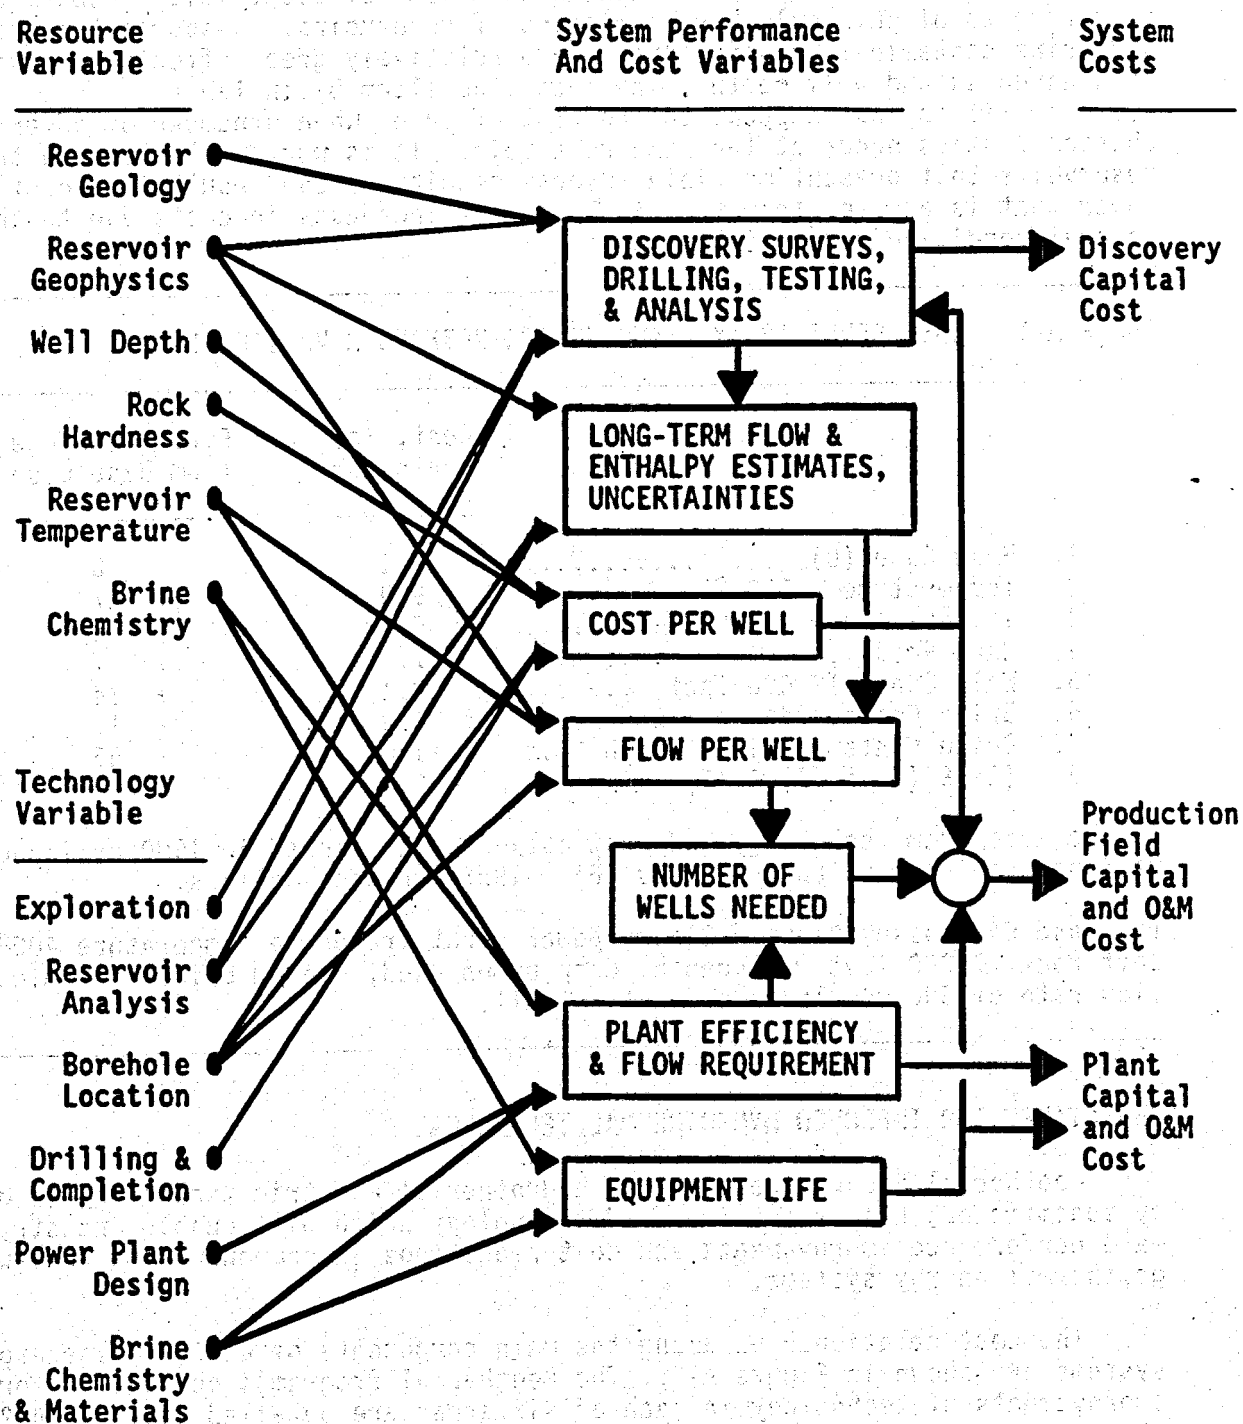 Resource
Variable
System Performance
And Cost Variables
System
Costs
Reservoir
Geology
Reservoir
Geophysics
Well Depth
Rock
Hardness
Reservoir
Temperature
Brine
Chemistry
Technology
Variable
Exploration
Reservoir
Analysis
Borehole
Location
Drilling &
Completion
Power Plant
Design
Brine
Chemistry
& Materials
DISCOVERY SURVEYS,
DRILLING, TESTING,
& ANALYSIS
LONG-TERM FLOW &
ENTHALPY ESTIMATES,
UNCERTAINTIES
COST PER WELL
FLOW PER WELL
NUMBER OF
WELLS NEEDED
PLANT EFFICIENCY
& FLOW REQUIREMENT
EQUIPMENT LIFE
Discovery
Capital
Cost
Production
Field
Capital
and O&M
Cost
Plant
Capital
and O&M
Cost